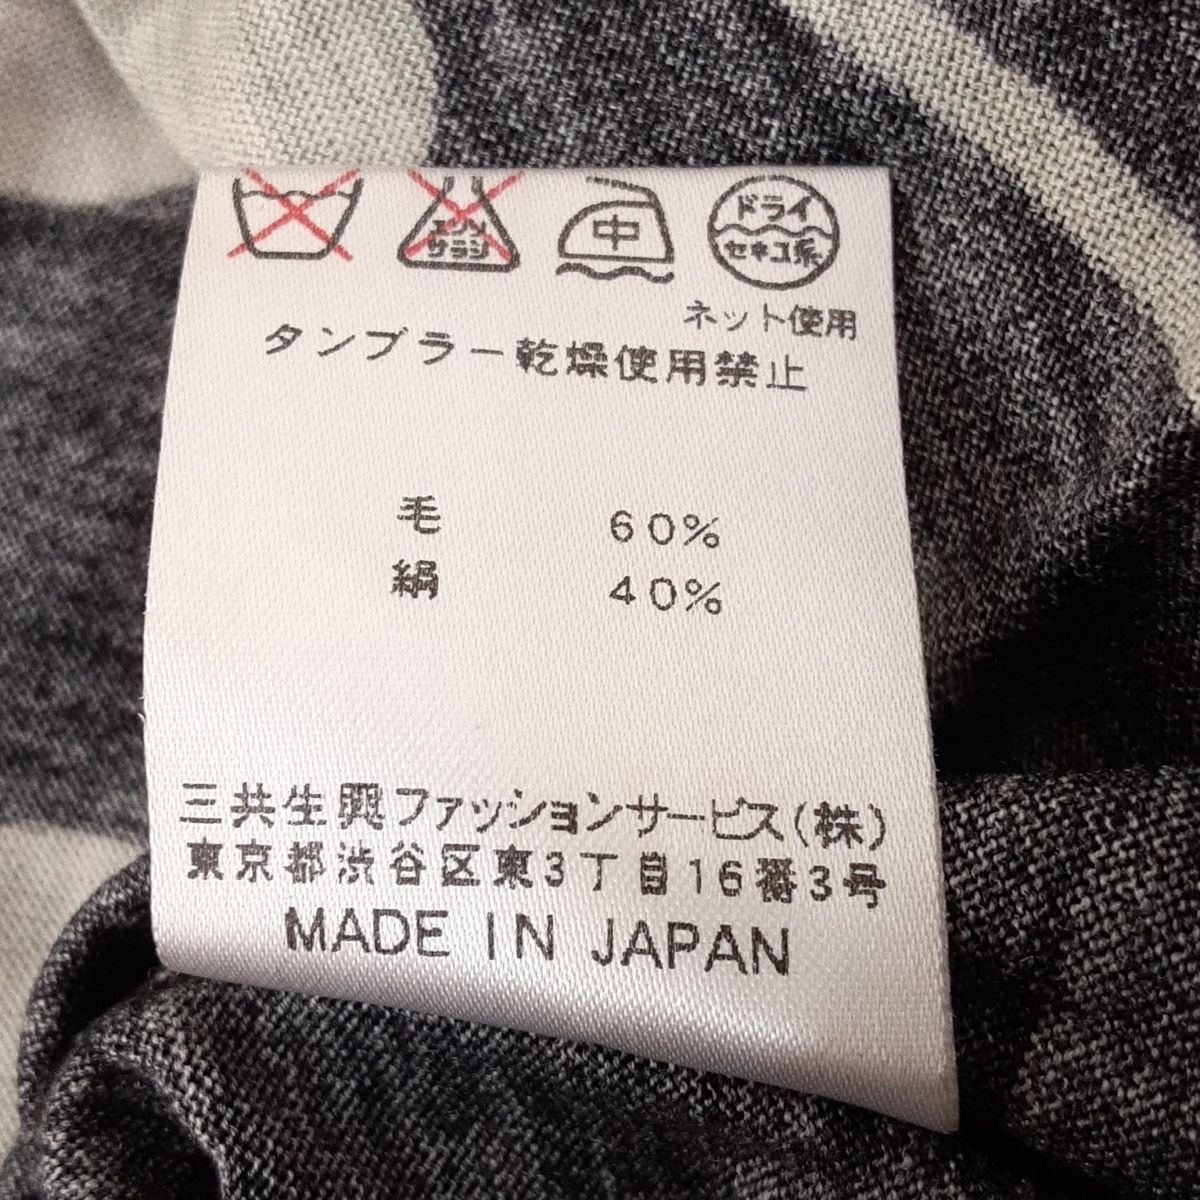 エンソ
サラシ
中
ドライ
セキユ系
ネット使用
タンブラー乾燥使用禁止
毛 60%
絹 40%
三共生興ファッションサービス(株)
東京都渋谷区東3丁目16番3号
MADE IN JAPAN